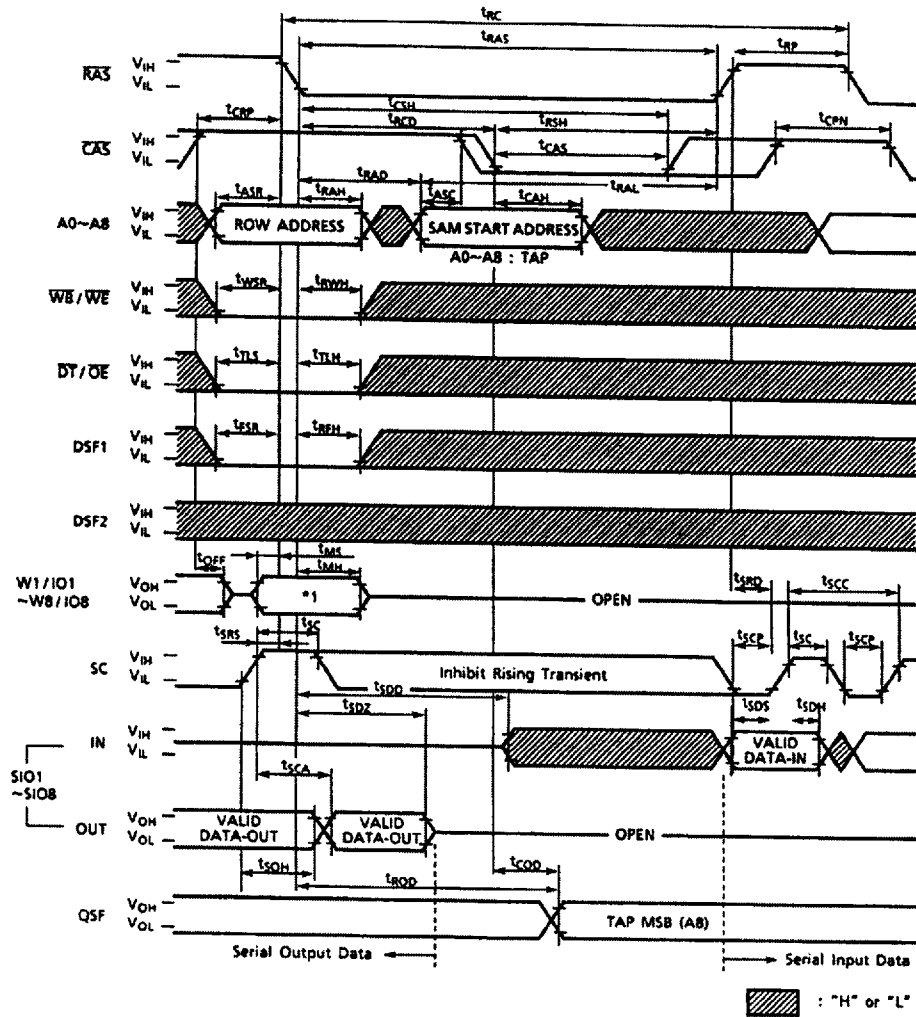 tRC
tRAS
tRP
RAS
VIH
VIL
tCRP
tCSH
tRCD
tRSH
tCPN
CAS
VIH
VIL
tCAS
tRAD
tRAL
tASR
tRAH
tASC
tCAH
A0~A8
VIH
VIL
ROW ADDRESS
SAM START ADDRESS
A0~A8 : TAP
WB/WE
VIH
VIL
tWSR
tRWH
DT/OE
VIH
VIL
tTLS
tTLH
DSF1
VIH
VIL
tFSR
tRFH
DSF2
VIH
VIL
tOFF
tMS
tMH
W1/IO1
~W8/IO8
VOH
VOL
*1
OPEN
tSRD
tSCC
tSRS
tSC
tSCP
tSC
tSCP
SC
VIH
VIL
Inhibit Rising Transient
tSDD
tSDZ
tSDS
tSDH
IN
VIH
VIL
VALID
DATA-IN
SIO1
~SIO8
tSCA
OUT
VOH
VOL
VALID
DATA-OUT
VALID
DATA-OUT
OPEN
tSOH
tROD
tCOD
QSF
VOH
VOL
TAP MSB (A8)
Serial Output Data
Serial Input Data
: "H" or "L"